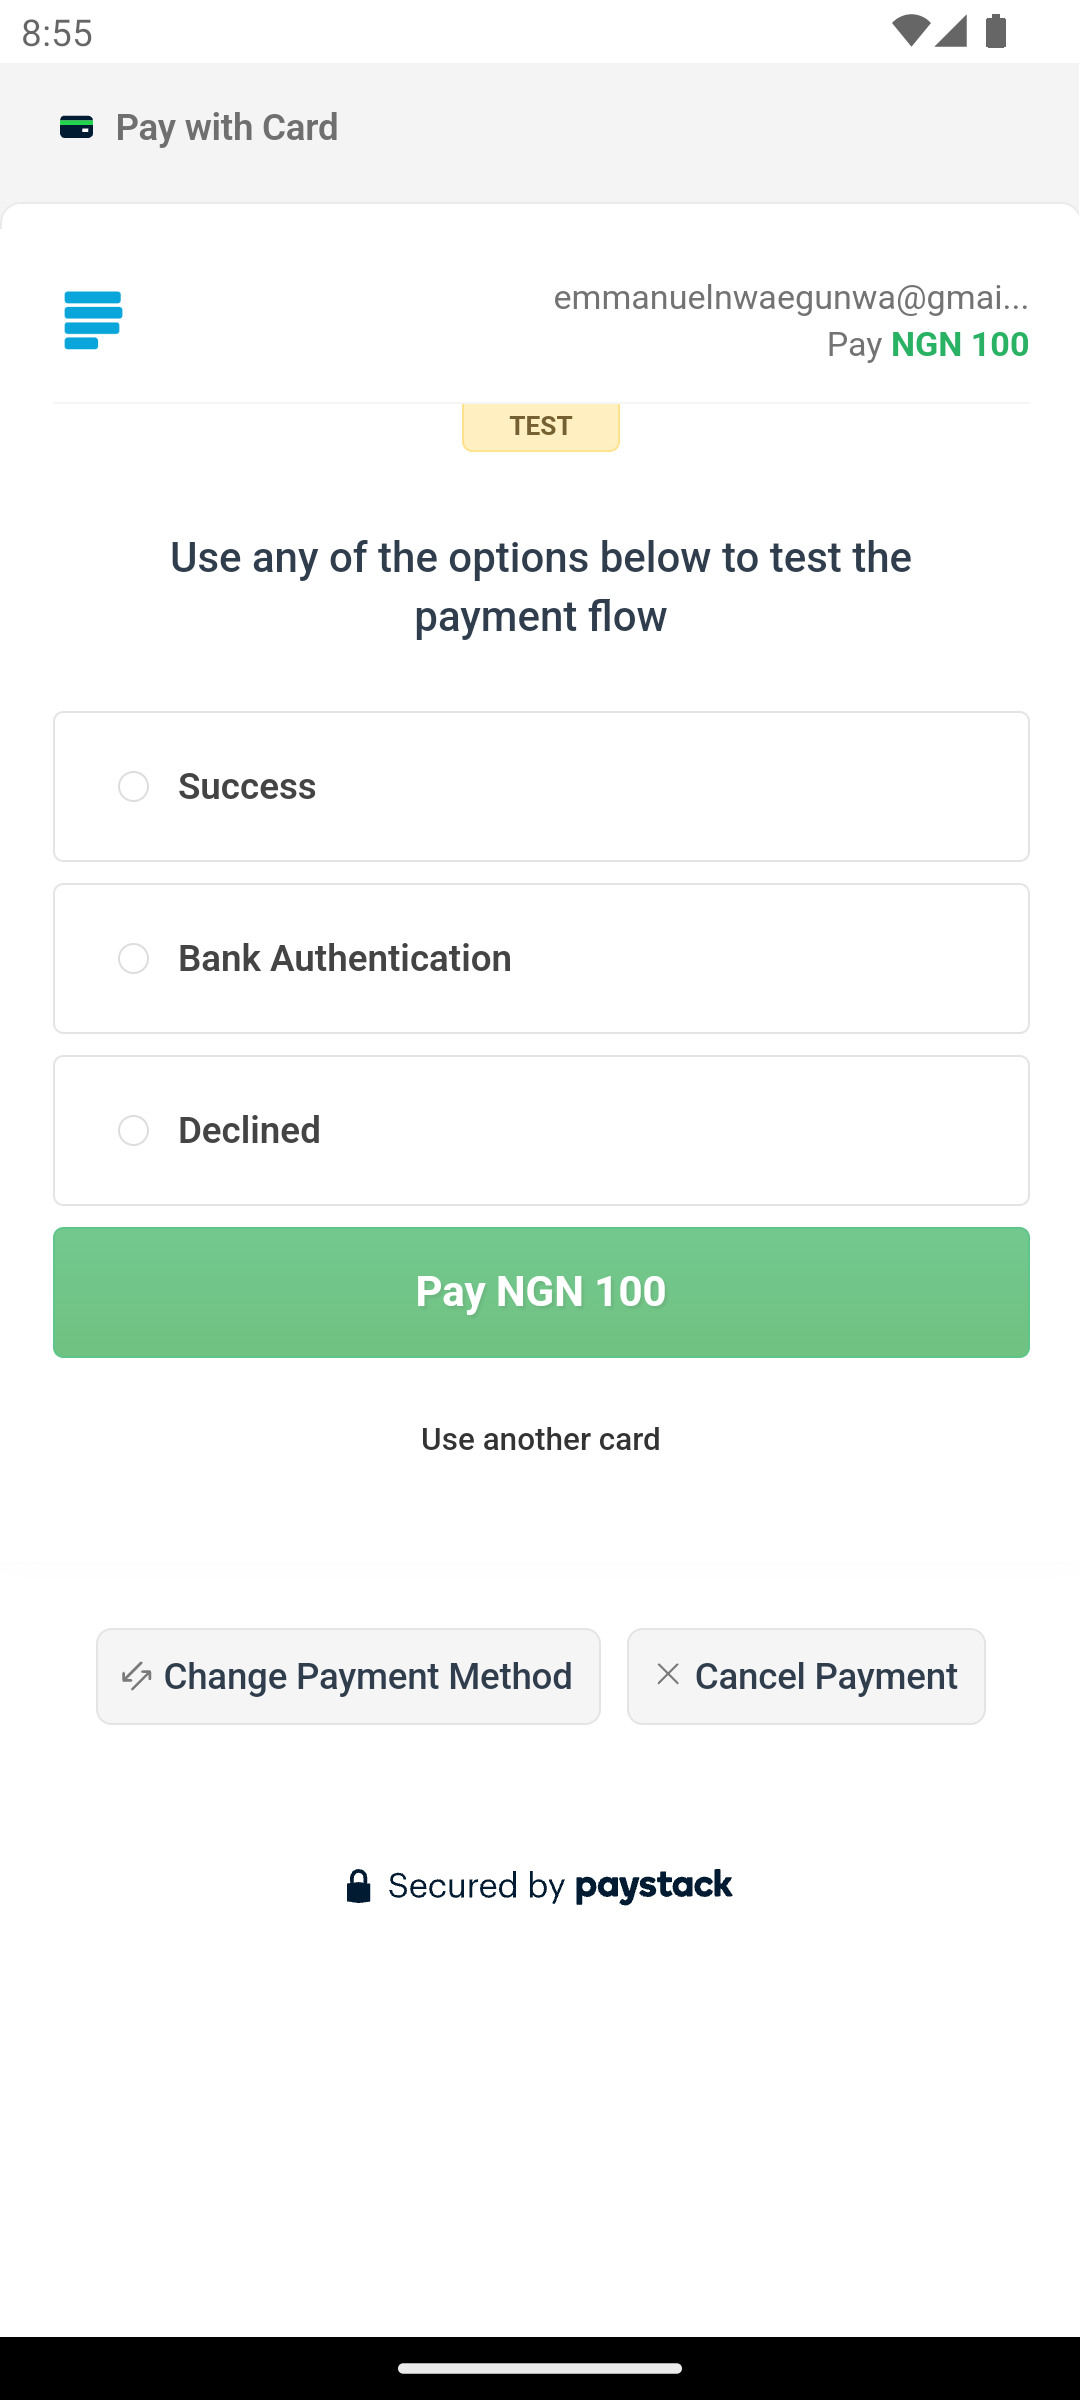 8:55
Pay with Card
emmanuelnwaegunwa@gmai...
Pay NGN 100
TEST
Use any of the options below to test the
payment flow
Success
Bank Authentication
Declined
Pay NGN 100
Use another card
Change Payment Method
Cancel Payment
Secured by paystack